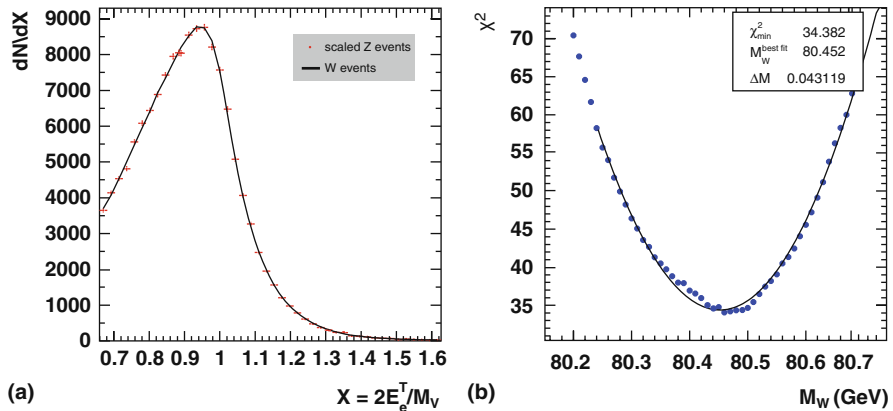 dN\dX
9000
8000
7000
6000
5000
4000
3000
2000
1000
0
scaled Z events
W events
0.7 0.8 0.9 1 1.1 1.2 1.3 1.4 1.5 1.6
(a)
X = 2E_e^T/M_V
χ²
70
65
60
55
50
45
40
35
χ²_min 34.382
M_W^best fit 80.452
ΔM 0.043119
80.2 80.3 80.4 80.5 80.6 80.7
(b)
M_W (GeV)